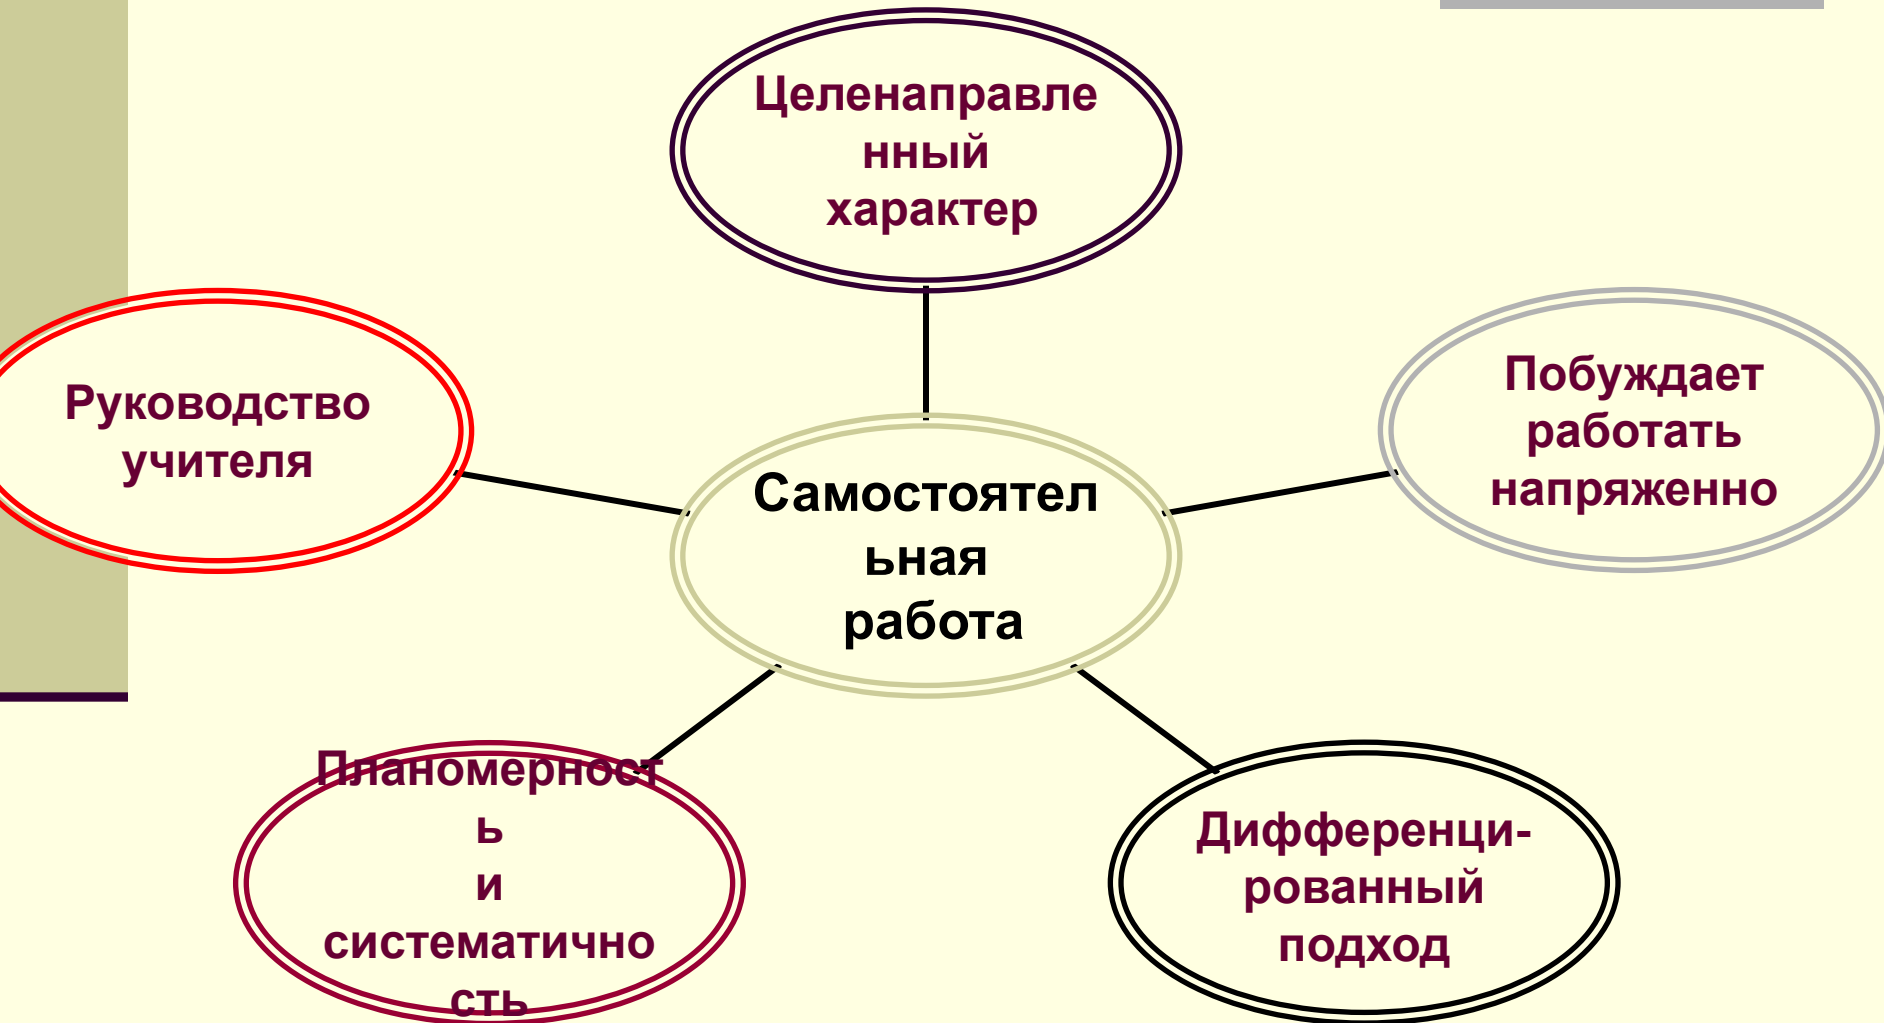 Целенаправле
нный
характер
Руководство
учителя
Побуждает
работать
напряженно
Самостоятел
ьная
работа
Планомерност
ь
и
систематично
сть
Дифференци-
рованный
подход